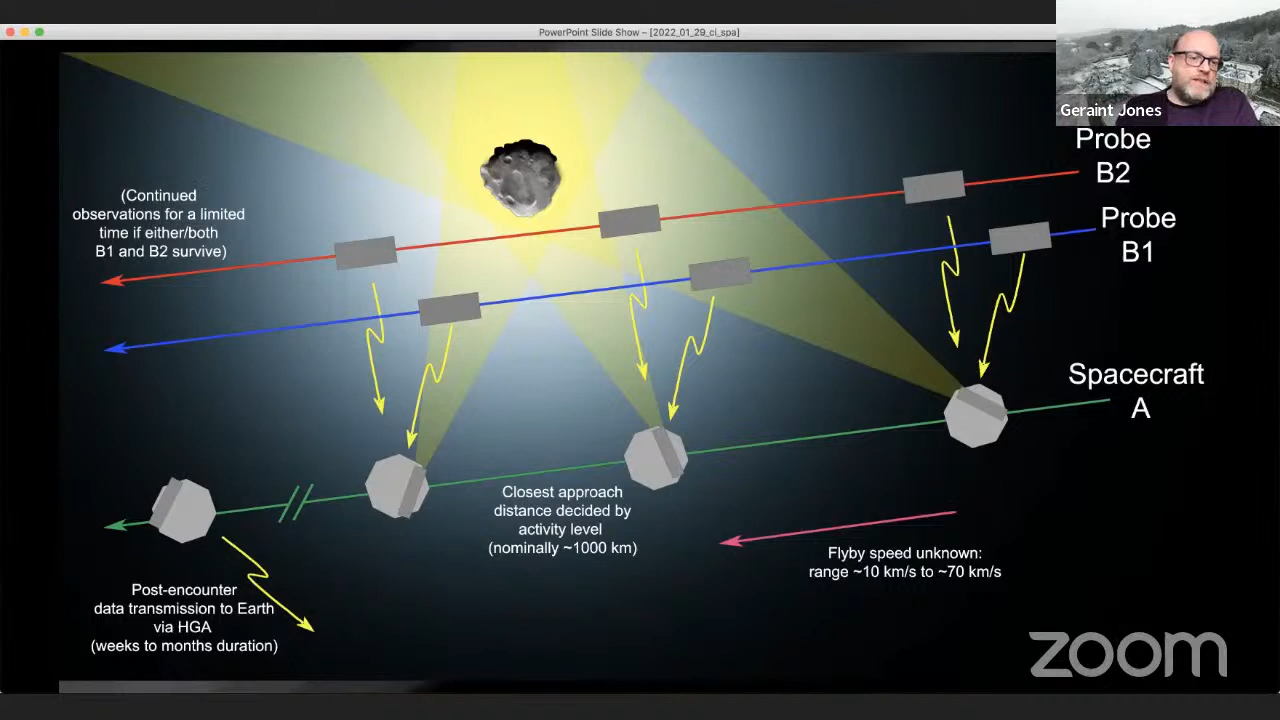 PowerPoint Slide Show – [2022_01_29_cl_spa]
Geraint Jones
Probe
B2
Probe
B1
(Continued
observations for a limited
time if either/both
B1 and B2 survive)
Spacecraft
A
Closest approach
distance decided by
activity level
(nominally ~1000 km)
Flyby speed unknown:
range ~10 km/s to ~70 km/s
Post-encounter
data transmission to Earth
via HGA
(weeks to months duration)
zoom